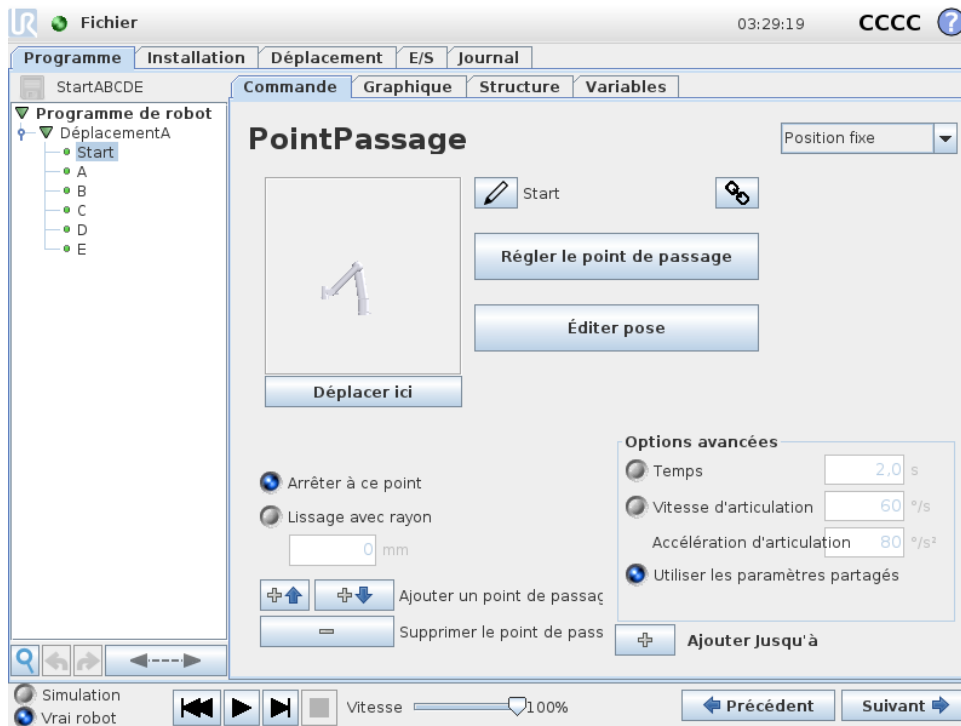 UR Fichier 03:29:19 CCCC ?
Programme Installation Déplacement E/S Journal
StartABCDE
Commande Graphique Structure Variables
Programme de robot
DéplacementA
Start
A
B
C
D
E
PointPassage
Position fixe
Start
Régler le point de passage
Éditer pose
Déplacer ici
Arrêter à ce point
Lissage avec rayon
0 mm
Ajouter un point de passag
Supprimer le point de pass
Options avancées
Temps 2,0 s
Vitesse d'articulation 60 °/s
Accélération d'articulation 80 °/s²
Utiliser les paramètres partagés
Ajouter Jusqu'à
Simulation
Vrai robot
Vitesse 100%
Précédent Suivant